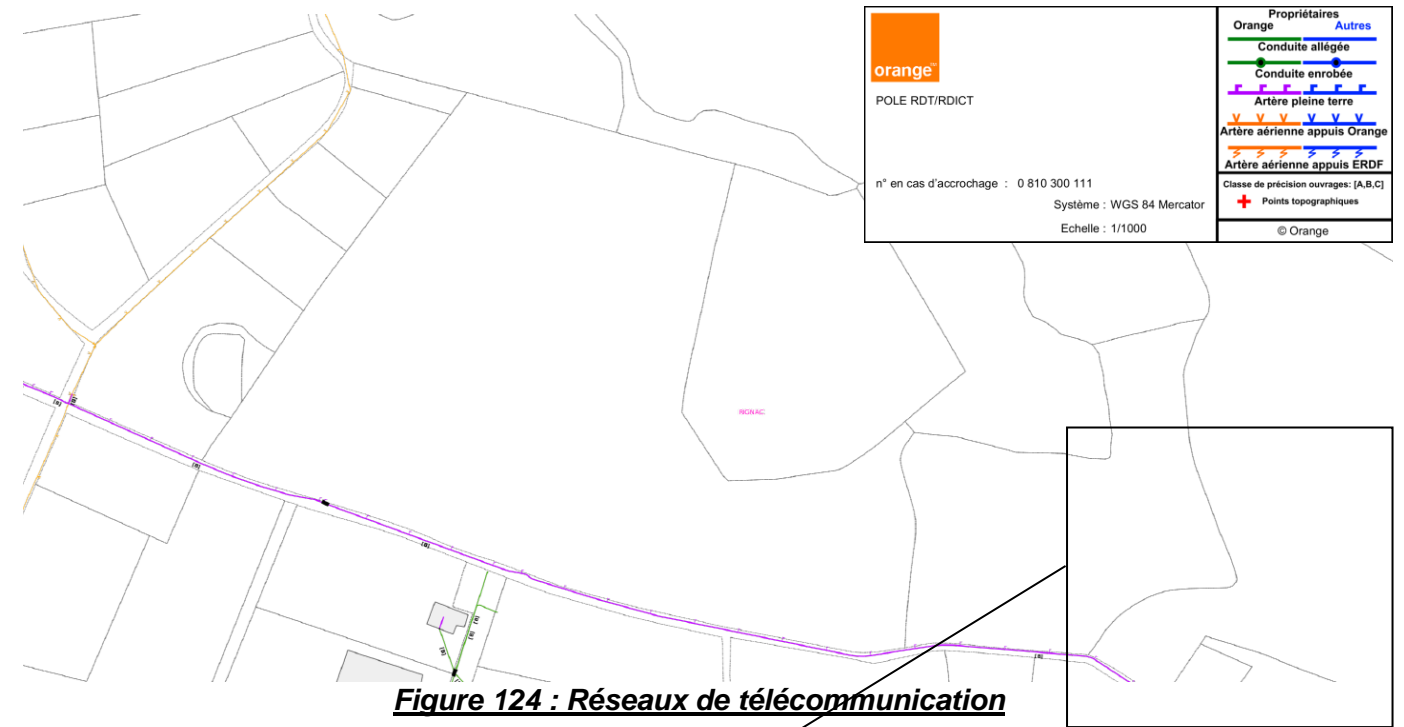 orange
POLE RDT/RDICT
n° en cas d'accrochage : 0 810 300 111
Système : WGS 84 Mercator
Echelle : 1/1000
Propriétaires
Orange Autres
Conduite allégée
Conduite enrobée
Artère pleine terre
Artère aérienne appuis Orange
Artère aérienne appuis ERDF
Classe de précision ouvrages: [A,B,C]
Points topographiques
© Orange
[B]
[B]
[B]
[B]
[B]
Figure 124 : Réseaux de télécommunication